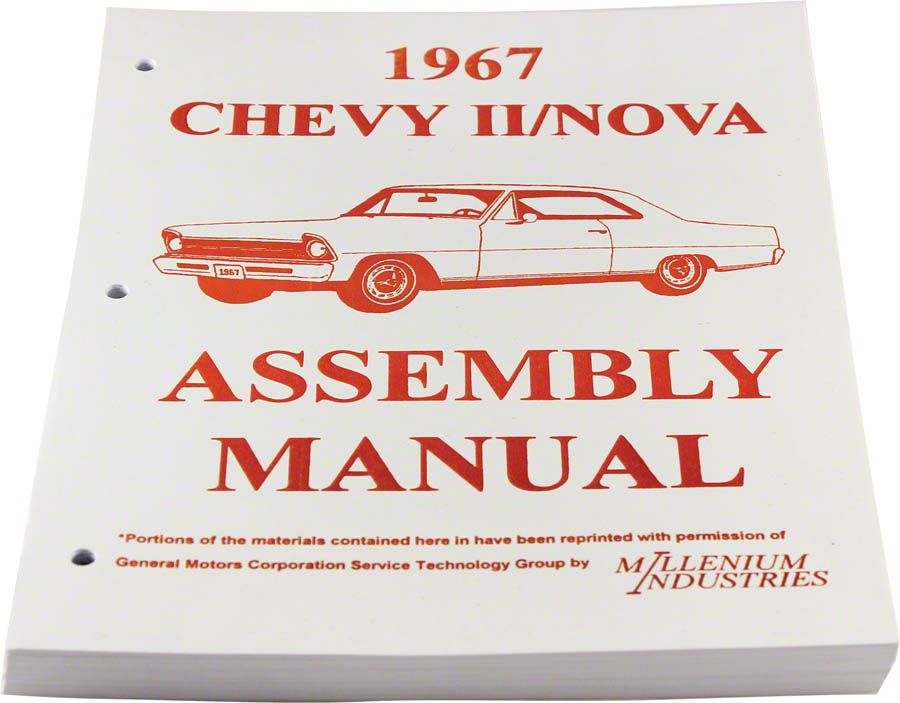 1967
CHEVY II/NOVA
1967
ASSEMBLY
MANUAL
*Portions of the materials contained here in have been reprinted with permission of
General Motors Corporation Service Technology Group by
MILLENIUM
INDUSTRIES